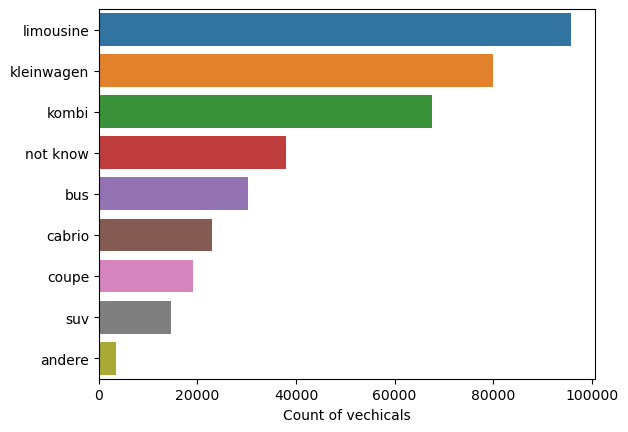 limousine
kleinwagen
kombi
not know
bus
cabrio
coupe
suv
andere
0 20000 40000 60000 80000 100000
Count of vechicals